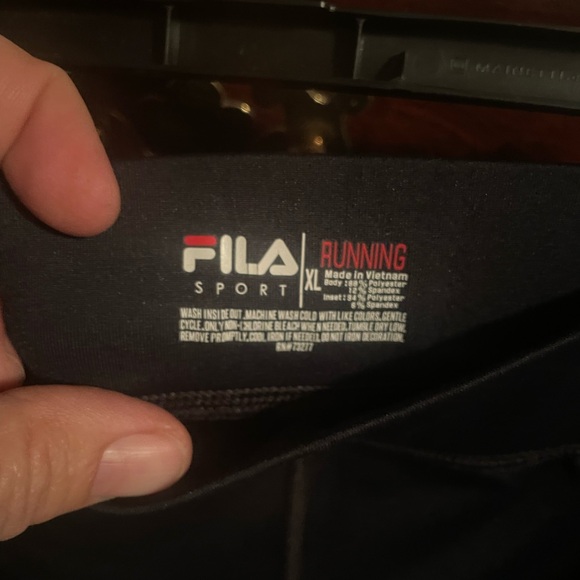 FILA
SPORT
XL
RUNNING
Made in Vietnam
Body: 88% Polyester
12% Spandex
Inset: 94% Polyester
6% Spandex
WASH INSIDE OUT. MACHINE WASH COLD WITH LIKE COLORS. GENTLE
CYCLE. ONLY NON-CHLORINE BLEACH WHEN NEEDED. TUMBLE DRY LOW.
REMOVE PROMPTLY. COOL IRON IF NEEDED. DO NOT IRON DECORATION.
RN# 73277